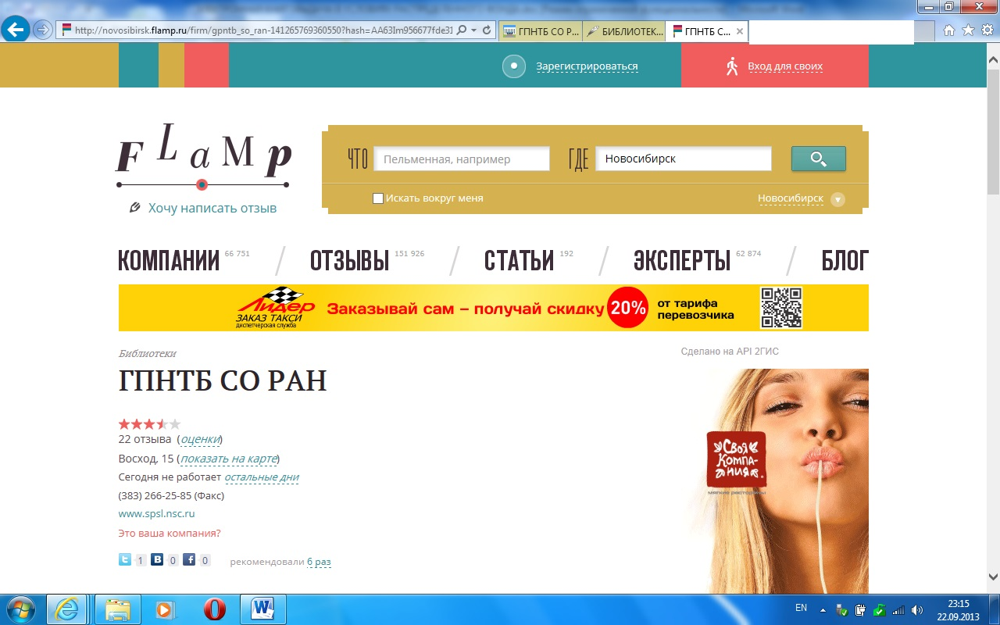 http://novosibirsk.flamp.ru/firm/gpntb_so_ran-141265769360550?hash=AA63Im956677fde31
ГПНТБ СО Р...
БИБЛИОТЕК...
ГПНТБ С...
Зарегистрироваться
Вход для своих
FLaMp
Хочу написать отзыв
ЧТО
Пельменная, например
ГДЕ
Новосибирск
Искать вокруг меня
Новосибирск
КОМПАНИИ 66 751
ОТЗЫВЫ 151 926
СТАТЬИ 192
ЭКСПЕРТЫ 62 874
БЛОГ
Лидер
ЗАКАЗ ТАКСИ
диспетчерская служба
Заказывай сам – получай скидку
20%
от тарифа
перевозчика
Библиотеки
Сделано на API 2ГИС
ГПНТБ СО РАН
22 отзыва (оценки)
Восход, 15 (показать на карте)
Сегодня не работает остальные дни
(383) 266-25-85 (Факс)
www.spsl.nsc.ru
Это ваша компания?
1 0 0 рекомендовали 6 раз
Своя
Компа-
ния.
мягкие рестораны
EN
23:15
22.09.2013